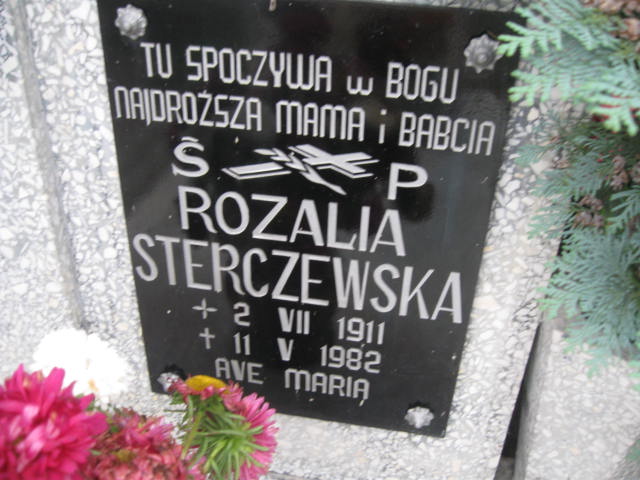 TU SPOCZYWA w BOGU
NAJDROŻSZA MAMA i BABCIA
Ś P
ROZALIA
STERCZEWSKA
+ 2 VII 1911
† 11 V 1982
AVE MARIA